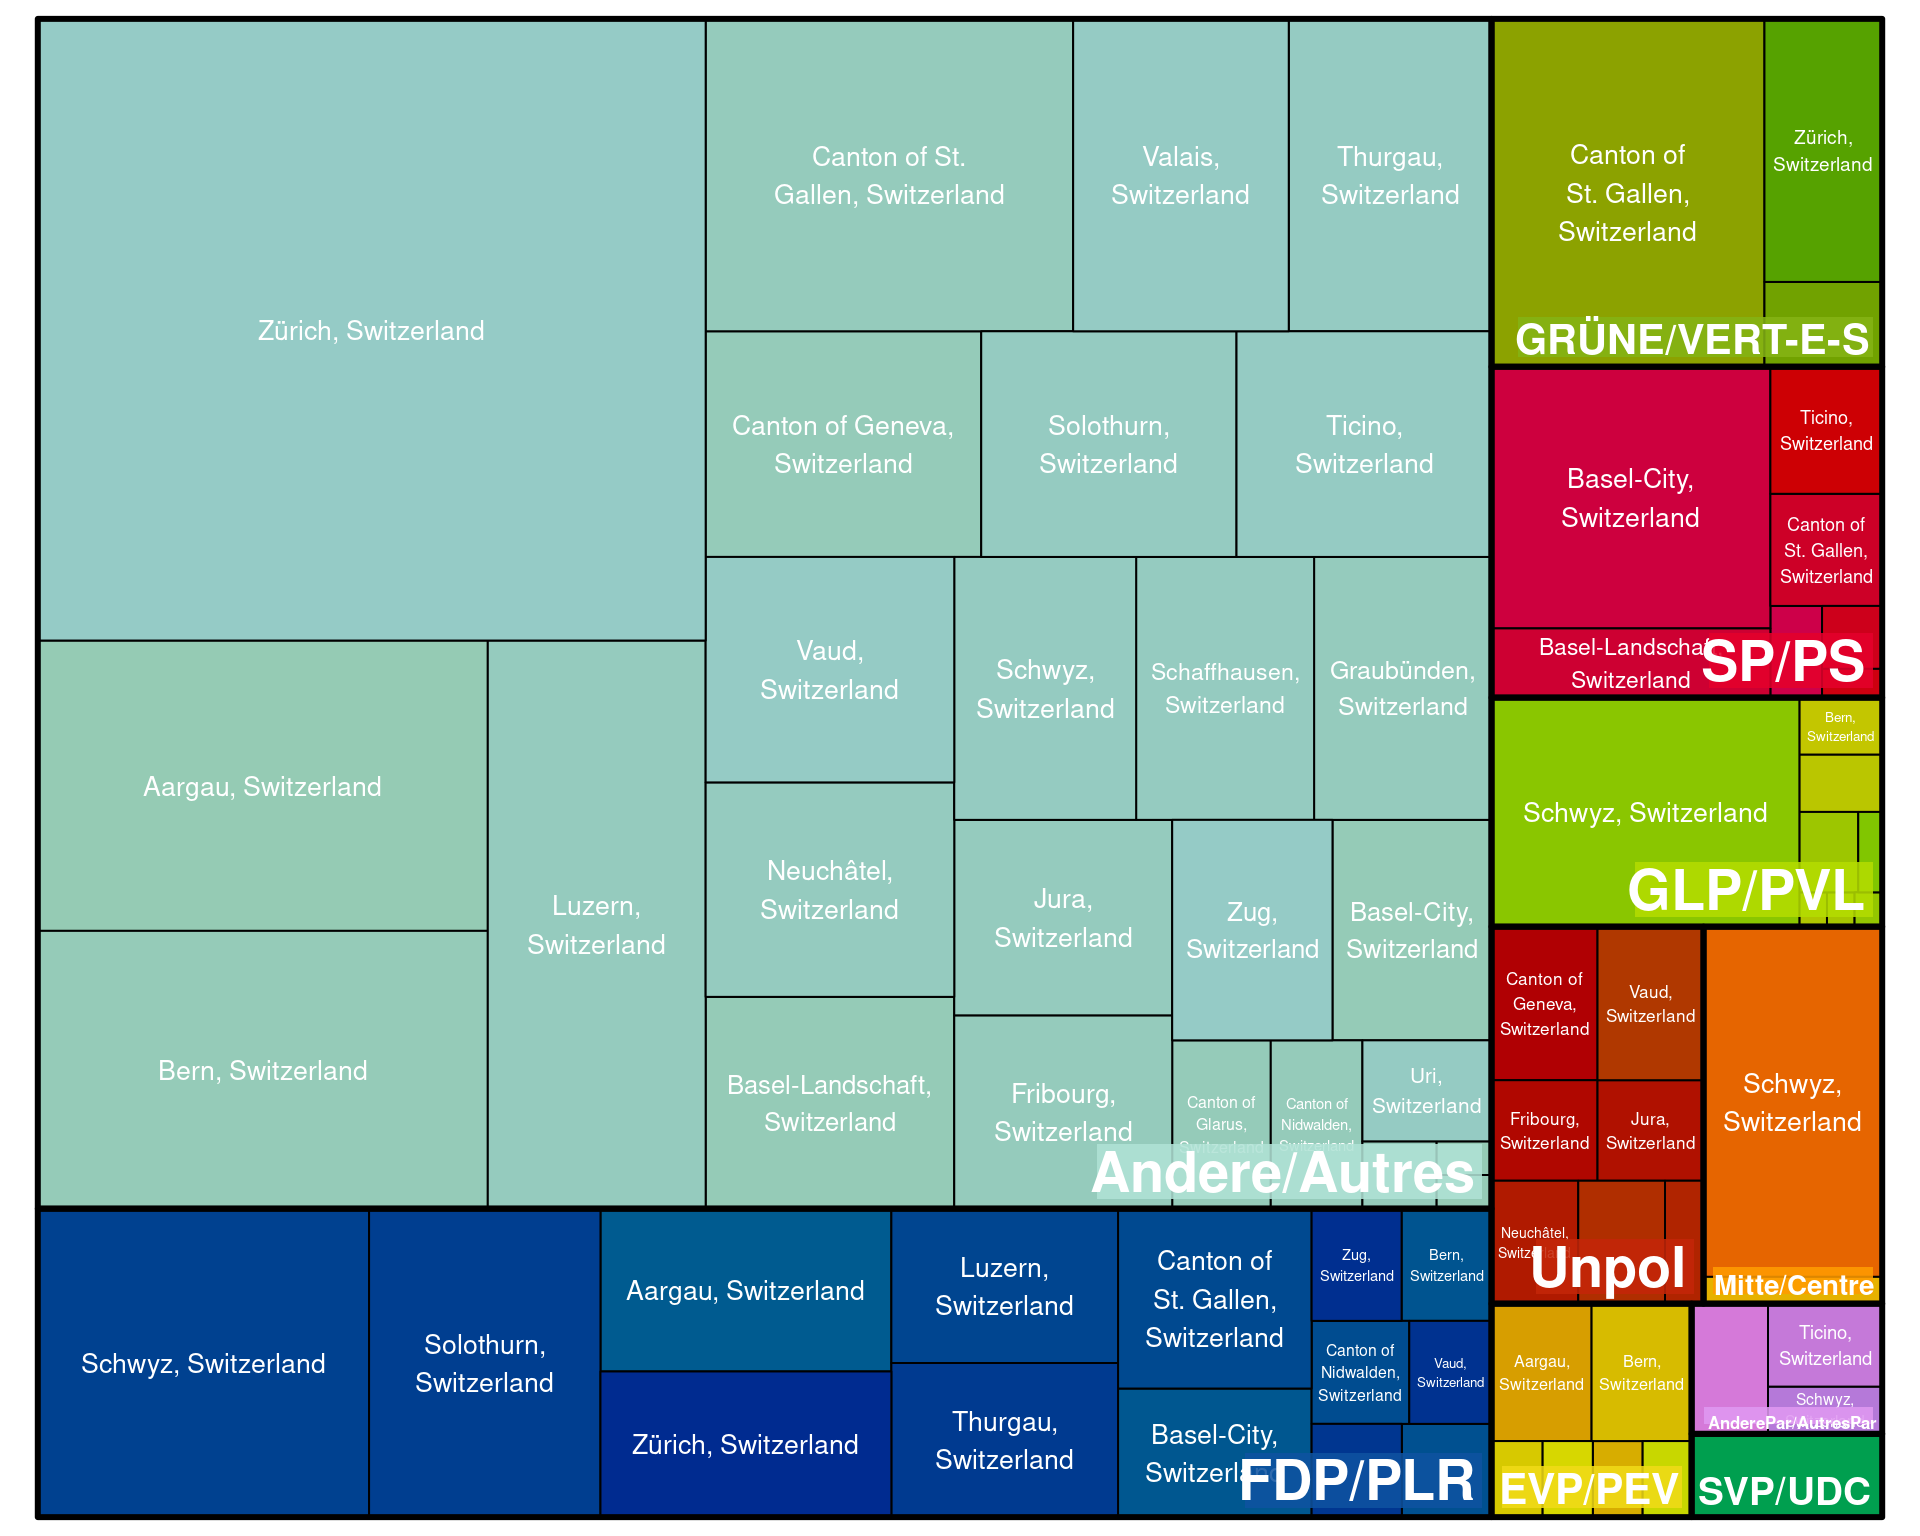 Zürich, Switzerland
Canton of St.
Gallen, Switzerland
Valais,
Switzerland
Thurgau,
Switzerland
Canton of Geneva,
Switzerland
Solothurn,
Switzerland
Ticino,
Switzerland
Aargau, Switzerland
Bern, Switzerland
Luzern,
Switzerland
Vaud,
Switzerland
Schwyz,
Switzerland
Schaffhausen,
Switzerland
Graubünden,
Switzerland
Neuchâtel,
Switzerland
Jura,
Switzerland
Zug,
Switzerland
Basel-City,
Switzerland
Basel-Landschaft,
Switzerland
Fribourg,
Switzerland
Canton of
Glarus,
Switzerland
Canton of
Nidwalden,
Switzerland
Uri,
Switzerland
Andere/Autres
Schwyz, Switzerland
Solothurn,
Switzerland
Aargau, Switzerland
Zürich, Switzerland
Luzern,
Switzerland
Thurgau,
Switzerland
Canton of
St. Gallen,
Switzerland
Basel-City,
Switzerland
Zug,
Switzerland
Bern,
Switzerland
Canton of
Nidwalden,
Switzerland
Vaud,
Switzerland
FDP/PLR
Canton of
St. Gallen,
Switzerland
Zürich,
Switzerland
GRÜNE/VERT-E-S
Basel-City,
Switzerland
Ticino,
Switzerland
Canton of
St. Gallen,
Switzerland
Basel-Landschaft,
Switzerland
SP/PS
Schwyz, Switzerland
Bern,
Switzerland
GLP/PVL
Canton of
Geneva,
Switzerland
Vaud,
Switzerland
Fribourg,
Switzerland
Jura,
Switzerland
Neuchâtel,
Switzerland
Unpol
Schwyz,
Switzerland
Mitte/Centre
Aargau,
Switzerland
Bern,
Switzerland
EVP/PEV
Ticino,
Switzerland
Schwyz,
AnderePar/AutresPar
SVP/UDC